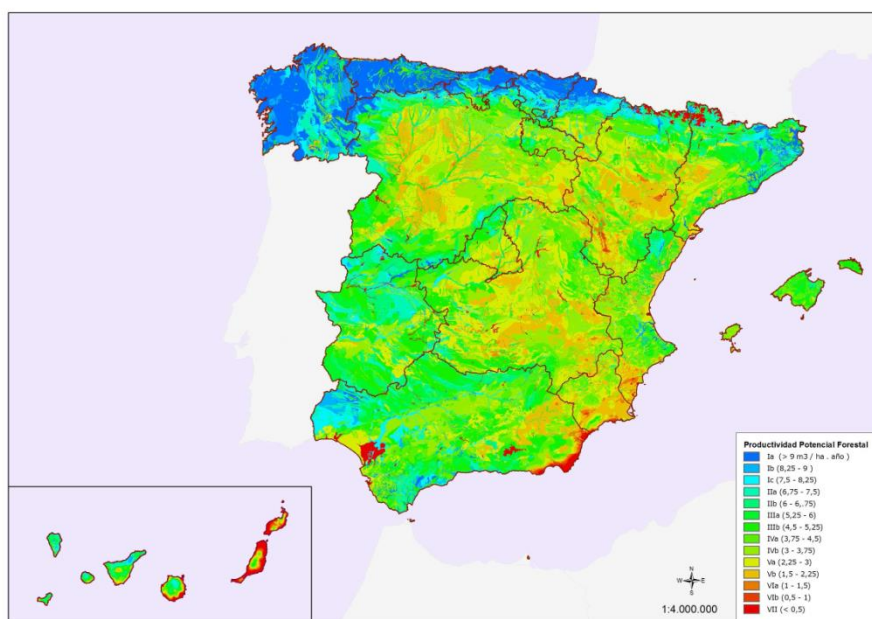 Productividad Potencial Forestal
Ia (> 9 m3 / ha . año )
Ib (8,25 - 9 )
Ic (7,5 - 8,25)
IIa (6,75 - 7,5)
IIb (6 - 6,.75)
IIIa (5,25 - 6)
IIIb (4,5 - 5,25)
IVa (3,75 - 4,5)
IVb (3 - 3,75)
Va (2,25 - 3)
Vb (1,5 - 2,25)
VIa (1 - 1,5)
VIb (0,5 - 1)
VII (< 0,5)
N
W E
S
1:4.000.000